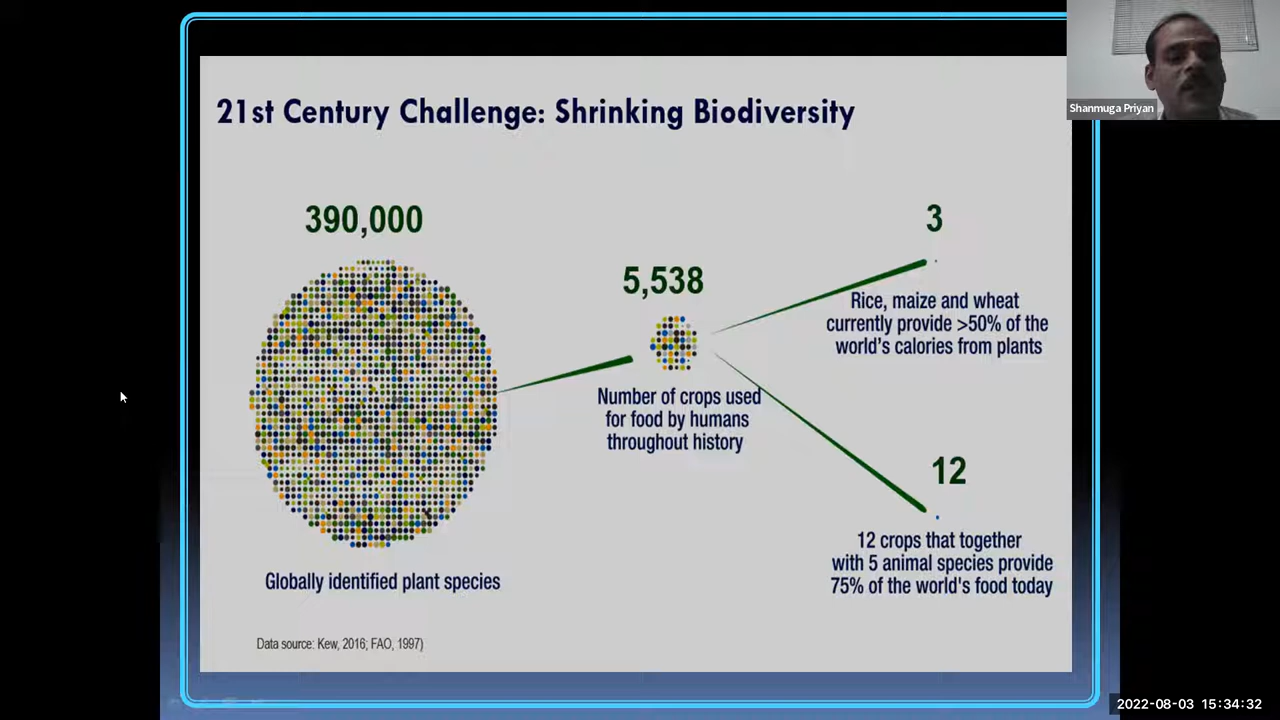 21st Century Challenge: Shrinking Biodiversity
Shanmuga Priyan
390,000
Globally identified plant species
5,538
Number of crops used
for food by humans
throughout history
3
Rice, maize and wheat
currently provide >50% of the
world's calories from plants
12
12 crops that together
with 5 animal species provide
75% of the world's food today
Data source: Kew, 2016; FAO, 1997)
2022-08-03 15:34:32